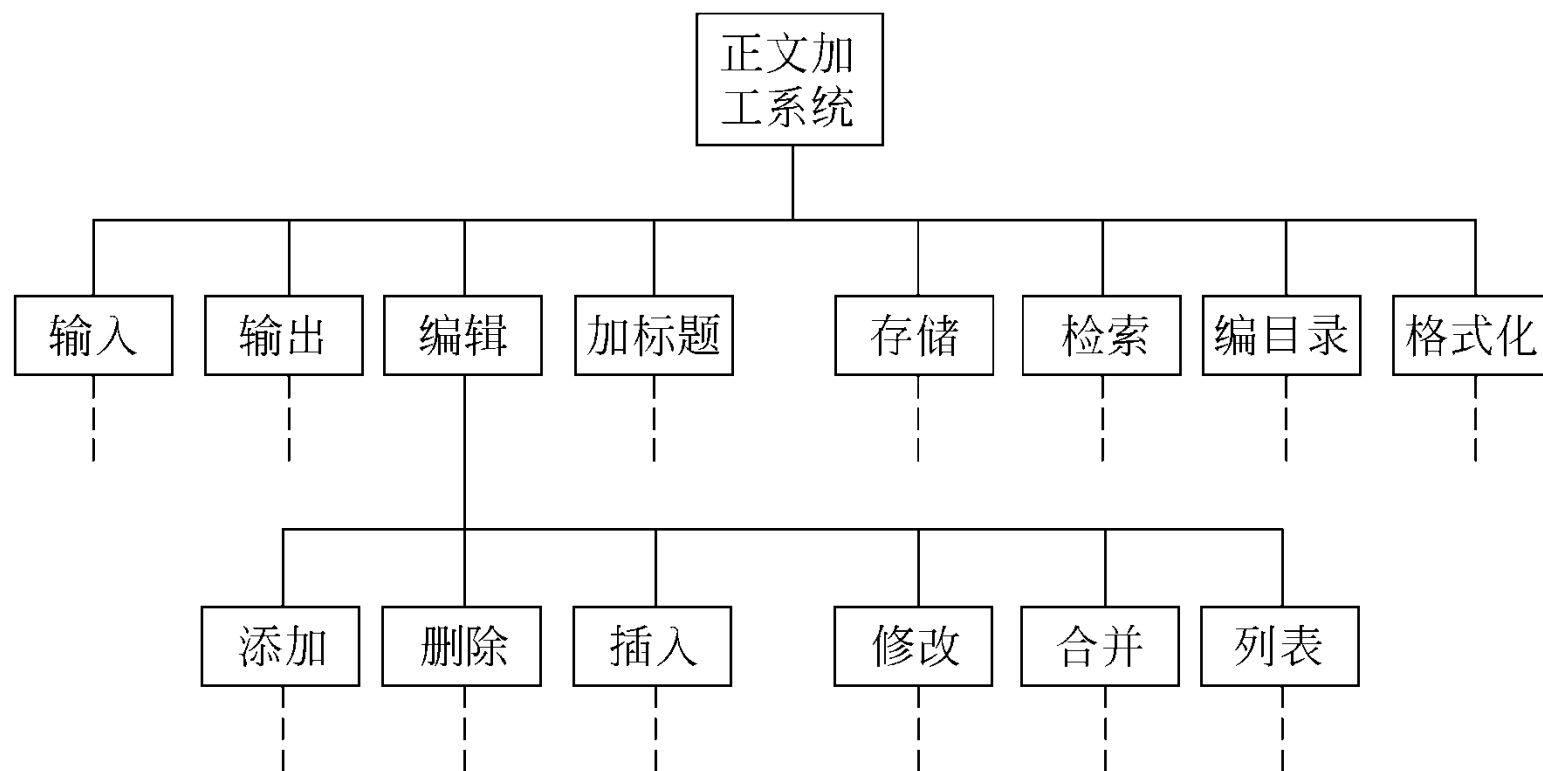 正文加
工系统
输入
输出
编辑
加标题
存储
检索
编目录
格式化
添加
删除
插入
修改
合并
列表